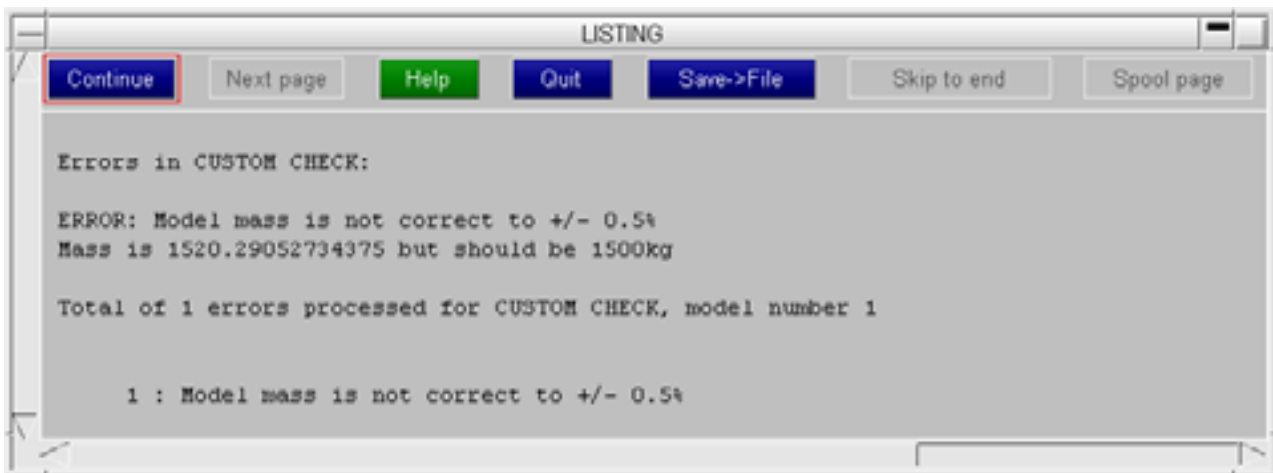 LISTING
Continue Next page Help Quit Save->File Skip to end Spool page
Errors in CUSTOM CHECK:
ERROR: Model mass is not correct to +/- 0.5%
Mass is 1520.29052734375 but should be 1500kg
Total of 1 errors processed for CUSTOM CHECK, model number 1
1 : Model mass is not correct to +/- 0.5%